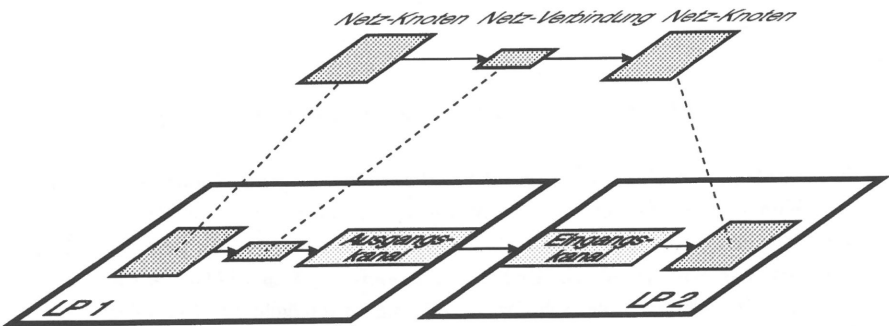 Netz-Knoten Netz-Verbindung Netz-Knoten
Ausgangs-
kanal
Eingangs-
kanal
LP 1
LP 2